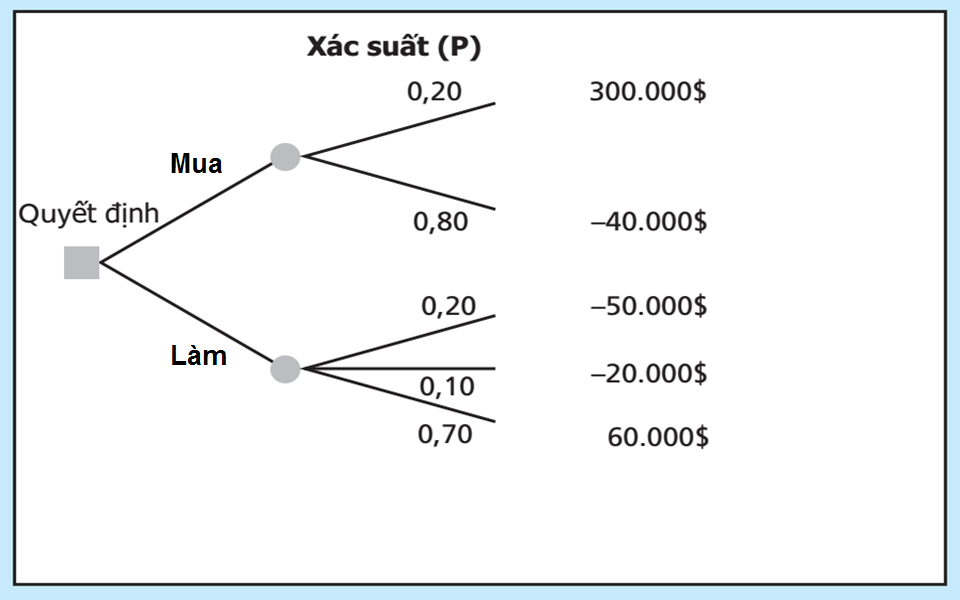 Xác suất (P)
0,20 300.000$
Mua
Quyết định
0,80 –40.000$
0,20 –50.000$
Làm
0,10 –20.000$
0,70 60.000$